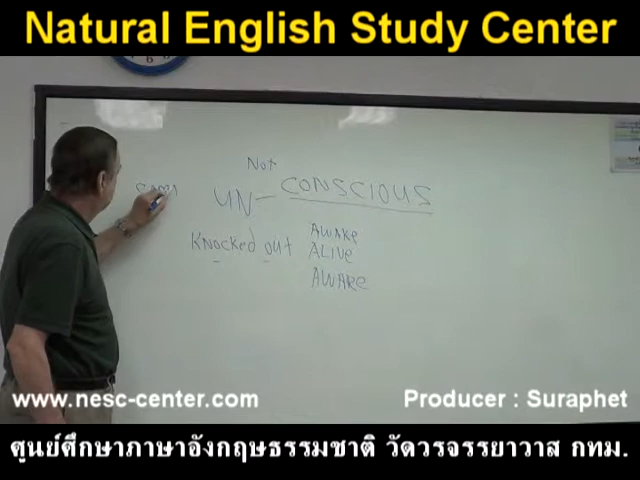 Natural English Study Center
Not
UN- CONSCIOUS
Knocked out
AWAKE
ALIVE
AWARE
www.nesc-center.com
Producer : Suraphet
ศูนย์ศึกษาภาษาอังกฤษธรรมชาติ วัดวรจรรยาวาส กทม.